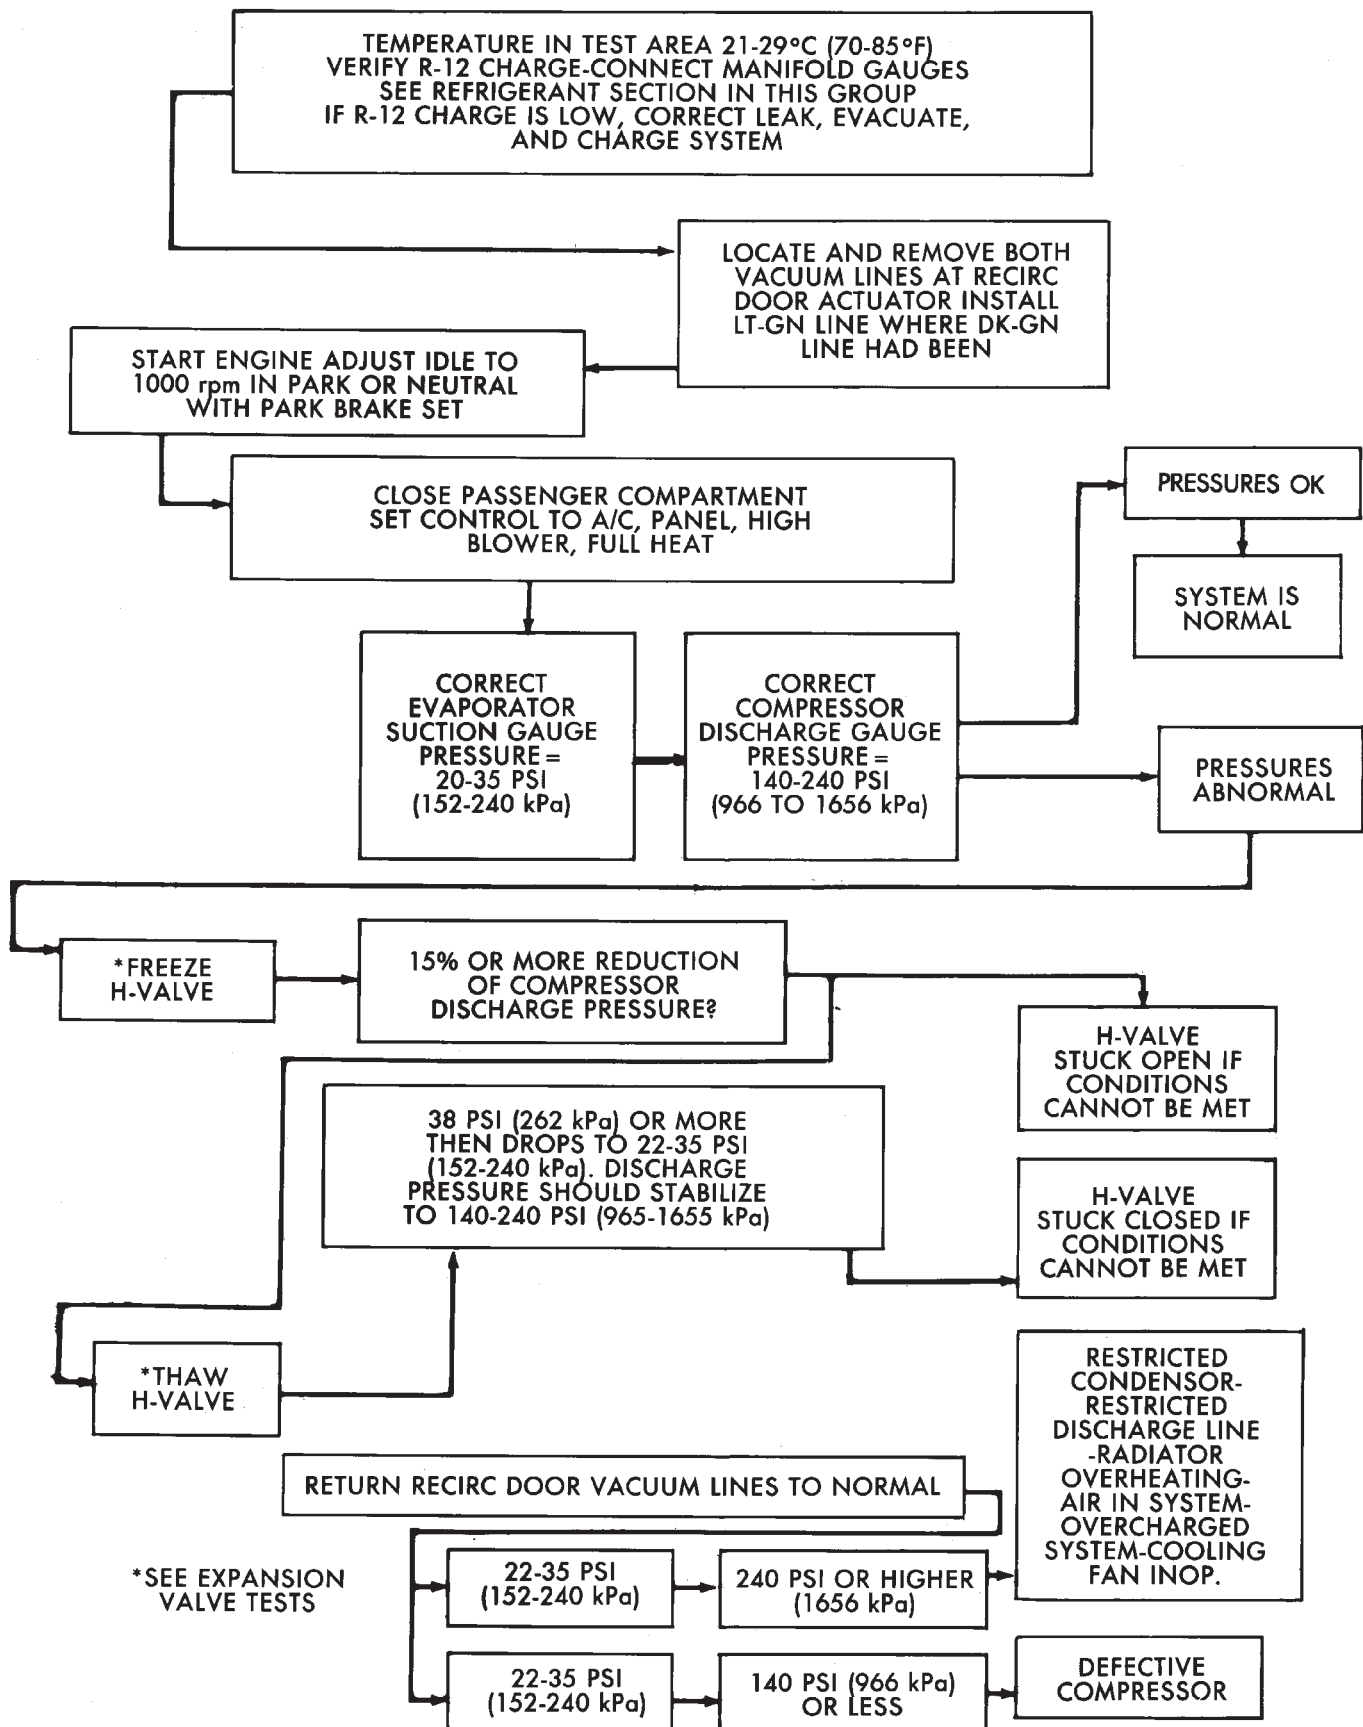 TEMPERATURE IN TEST AREA 21-29°C (70-85°F)
VERIFY R-12 CHARGE-CONNECT MANIFOLD GAUGES
SEE REFRIGERANT SECTION IN THIS GROUP
IF R-12 CHARGE IS LOW, CORRECT LEAK, EVACUATE,
AND CHARGE SYSTEM
LOCATE AND REMOVE BOTH
VACUUM LINES AT RECIRC
DOOR ACTUATOR INSTALL
LT-GN LINE WHERE DK-GN
LINE HAD BEEN
START ENGINE ADJUST IDLE TO
1000 rpm IN PARK OR NEUTRAL
WITH PARK BRAKE SET
CLOSE PASSENGER COMPARTMENT
SET CONTROL TO A/C, PANEL, HIGH
BLOWER, FULL HEAT
PRESSURES OK
SYSTEM IS
NORMAL
CORRECT
EVAPORATOR
SUCTION GAUGE
PRESSURE =
20-35 PSI
(152-240 kPa)
CORRECT
COMPRESSOR
DISCHARGE GAUGE
PRESSURE =
140-240 PSI
(966 TO 1656 kPa)
PRESSURES
ABNORMAL
*FREEZE
H-VALVE
15% OR MORE REDUCTION
OF COMPRESSOR
DISCHARGE PRESSURE?
H-VALVE
STUCK OPEN IF
CONDITIONS
CANNOT BE MET
38 PSI (262 kPa) OR MORE
THEN DROPS TO 22-35 PSI
(152-240 kPa). DISCHARGE
PRESSURE SHOULD STABILIZE
TO 140-240 PSI (965-1655 kPa)
H-VALVE
STUCK CLOSED IF
CONDITIONS
CANNOT BE MET
*THAW
H-VALVE
RESTRICTED
CONDENSOR-
RESTRICTED
DISCHARGE LINE
-RADIATOR
OVERHEATING-
AIR IN SYSTEM-
OVERCHARGED
SYSTEM-COOLING
FAN INOP.
RETURN RECIRC DOOR VACUUM LINES TO NORMAL
*SEE EXPANSION
VALVE TESTS
22-35 PSI
(152-240 kPa)
240 PSI OR HIGHER
(1656 kPa)
22-35 PSI
(152-240 kPa)
140 PSI (966 kPa)
OR LESS
DEFECTIVE
COMPRESSOR